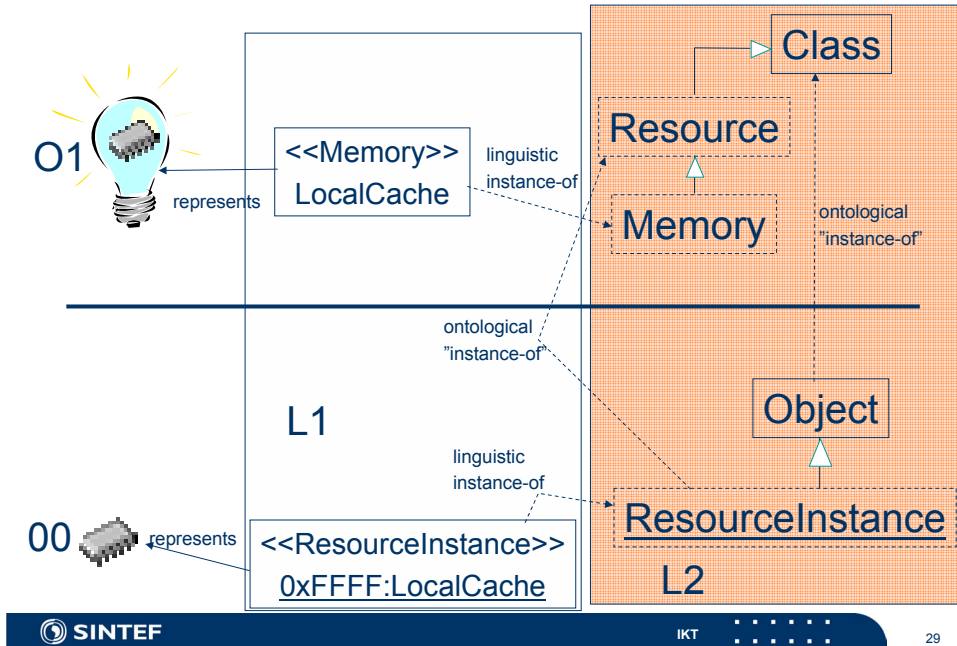 Class
Resource
O1
<<Memory>>
LocalCache
linguistic
instance-of
represents
Memory
ontological
"instance-of"
ontological
"instance-of"
Object
L1
linguistic
instance-of
ResourceInstance
00
represents
<<ResourceInstance>>
0xFFFF:LocalCache
L2
SINTEF
IKT
29